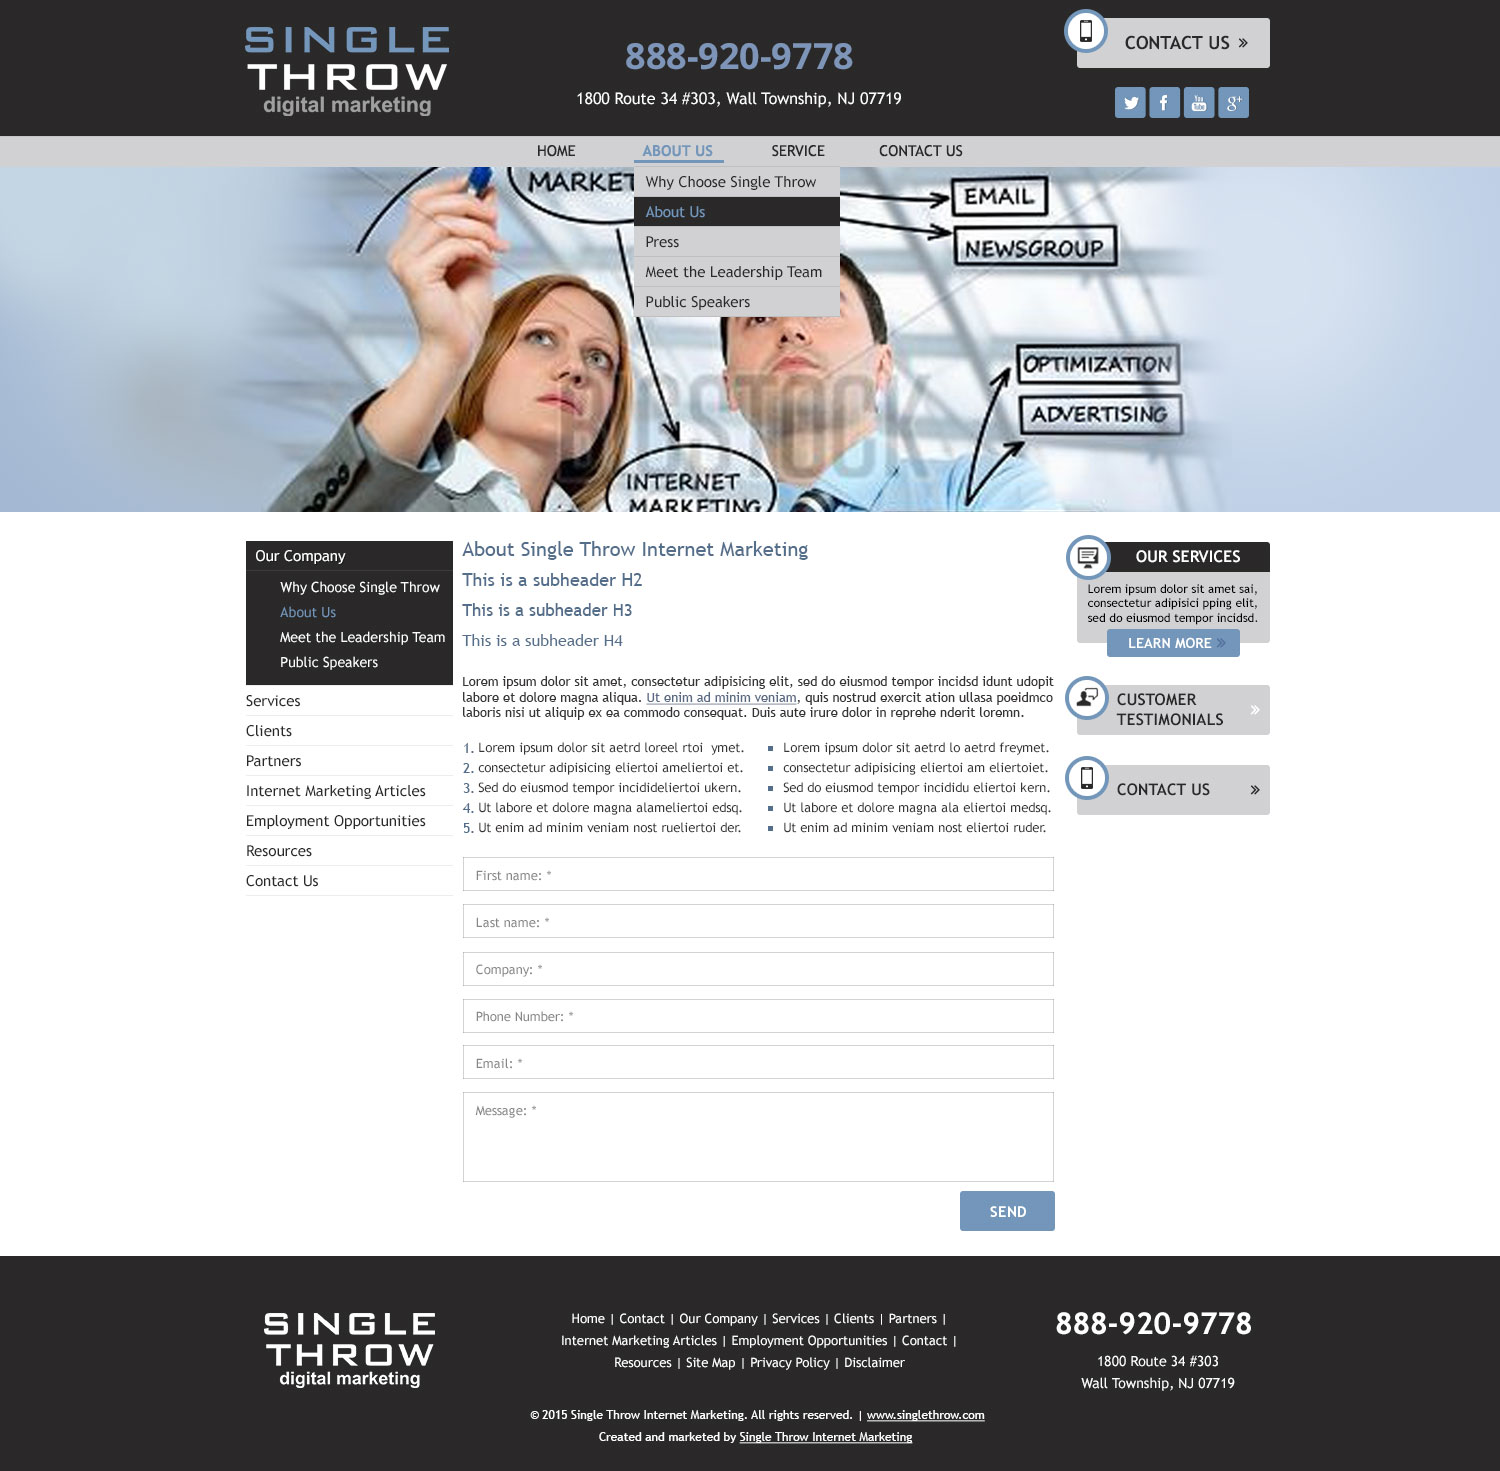 SINGLE
THROW
digital marketing
888-920-9778
1800 Route 34 #303, Wall Township, NJ 07719
CONTACT US »
You
Tube
g+
HOME
ABOUT US
SERVICE
CONTACT US
Why Choose Single Throw
About Us
Press
Meet the Leadership Team
Public Speakers
EMAIL
NEWSGROUP
OPTIMIZATION
ADVERTISING
INTERNET
MARKETING
Our Company
Why Choose Single Throw
About Us
Meet the Leadership Team
Public Speakers
Services
Clients
Partners
Internet Marketing Articles
Employment Opportunities
Resources
Contact Us
About Single Throw Internet Marketing
This is a subheader H2
This is a subheader H3
This is a subheader H4
Lorem ipsum dolor sit amet, consectetur adipisicing elit, sed do eiusmod tempor incidsd idunt udopit
labore et dolore magna aliqua. Ut enim ad minim veniam, quis nostrud exercit ation ullasa poeidmco
laboris nisi ut aliquip ex ea commodo consequat. Duis aute irure dolor in reprehe nderit loremn.
1. Lorem ipsum dolor sit aetrd loreel rtoi ymet.
2. consectetur adipisicing eliertoi ameliertoi et.
3. Sed do eiusmod tempor incidideliertoi ukern.
4. Ut labore et dolore magna alameliertoi edsq.
5. Ut enim ad minim veniam nost rueliertoi der.
Lorem ipsum dolor sit aetrd lo aetrd freymet.
consectetur adipisicing eliertoi am eliertoiet.
Sed do eiusmod tempor incididu eliertoi kern.
Ut labore et dolore magna ala eliertoi medsq.
Ut enim ad minim veniam nost eliertoi ruder.
First name: *
Last name: *
Company: *
Phone Number: *
Email: *
Message: *
SEND
OUR SERVICES
Lorem ipsum dolor sit amet sai,
consectetur adipisici pping elit,
sed do eiusmod tempor incidsd.
LEARN MORE »
CUSTOMER
TESTIMONIALS »
CONTACT US »
SINGLE
THROW
digital marketing
Home | Contact | Our Company | Services | Clients | Partners |
Internet Marketing Articles | Employment Opportunities | Contact |
Resources | Site Map | Privacy Policy | Disclaimer
888-920-9778
1800 Route 34 #303
Wall Township, NJ 07719
© 2015 Single Throw Internet Marketing. All rights reserved. | www.singlethrow.com
Created and marketed by Single Throw Internet Marketing